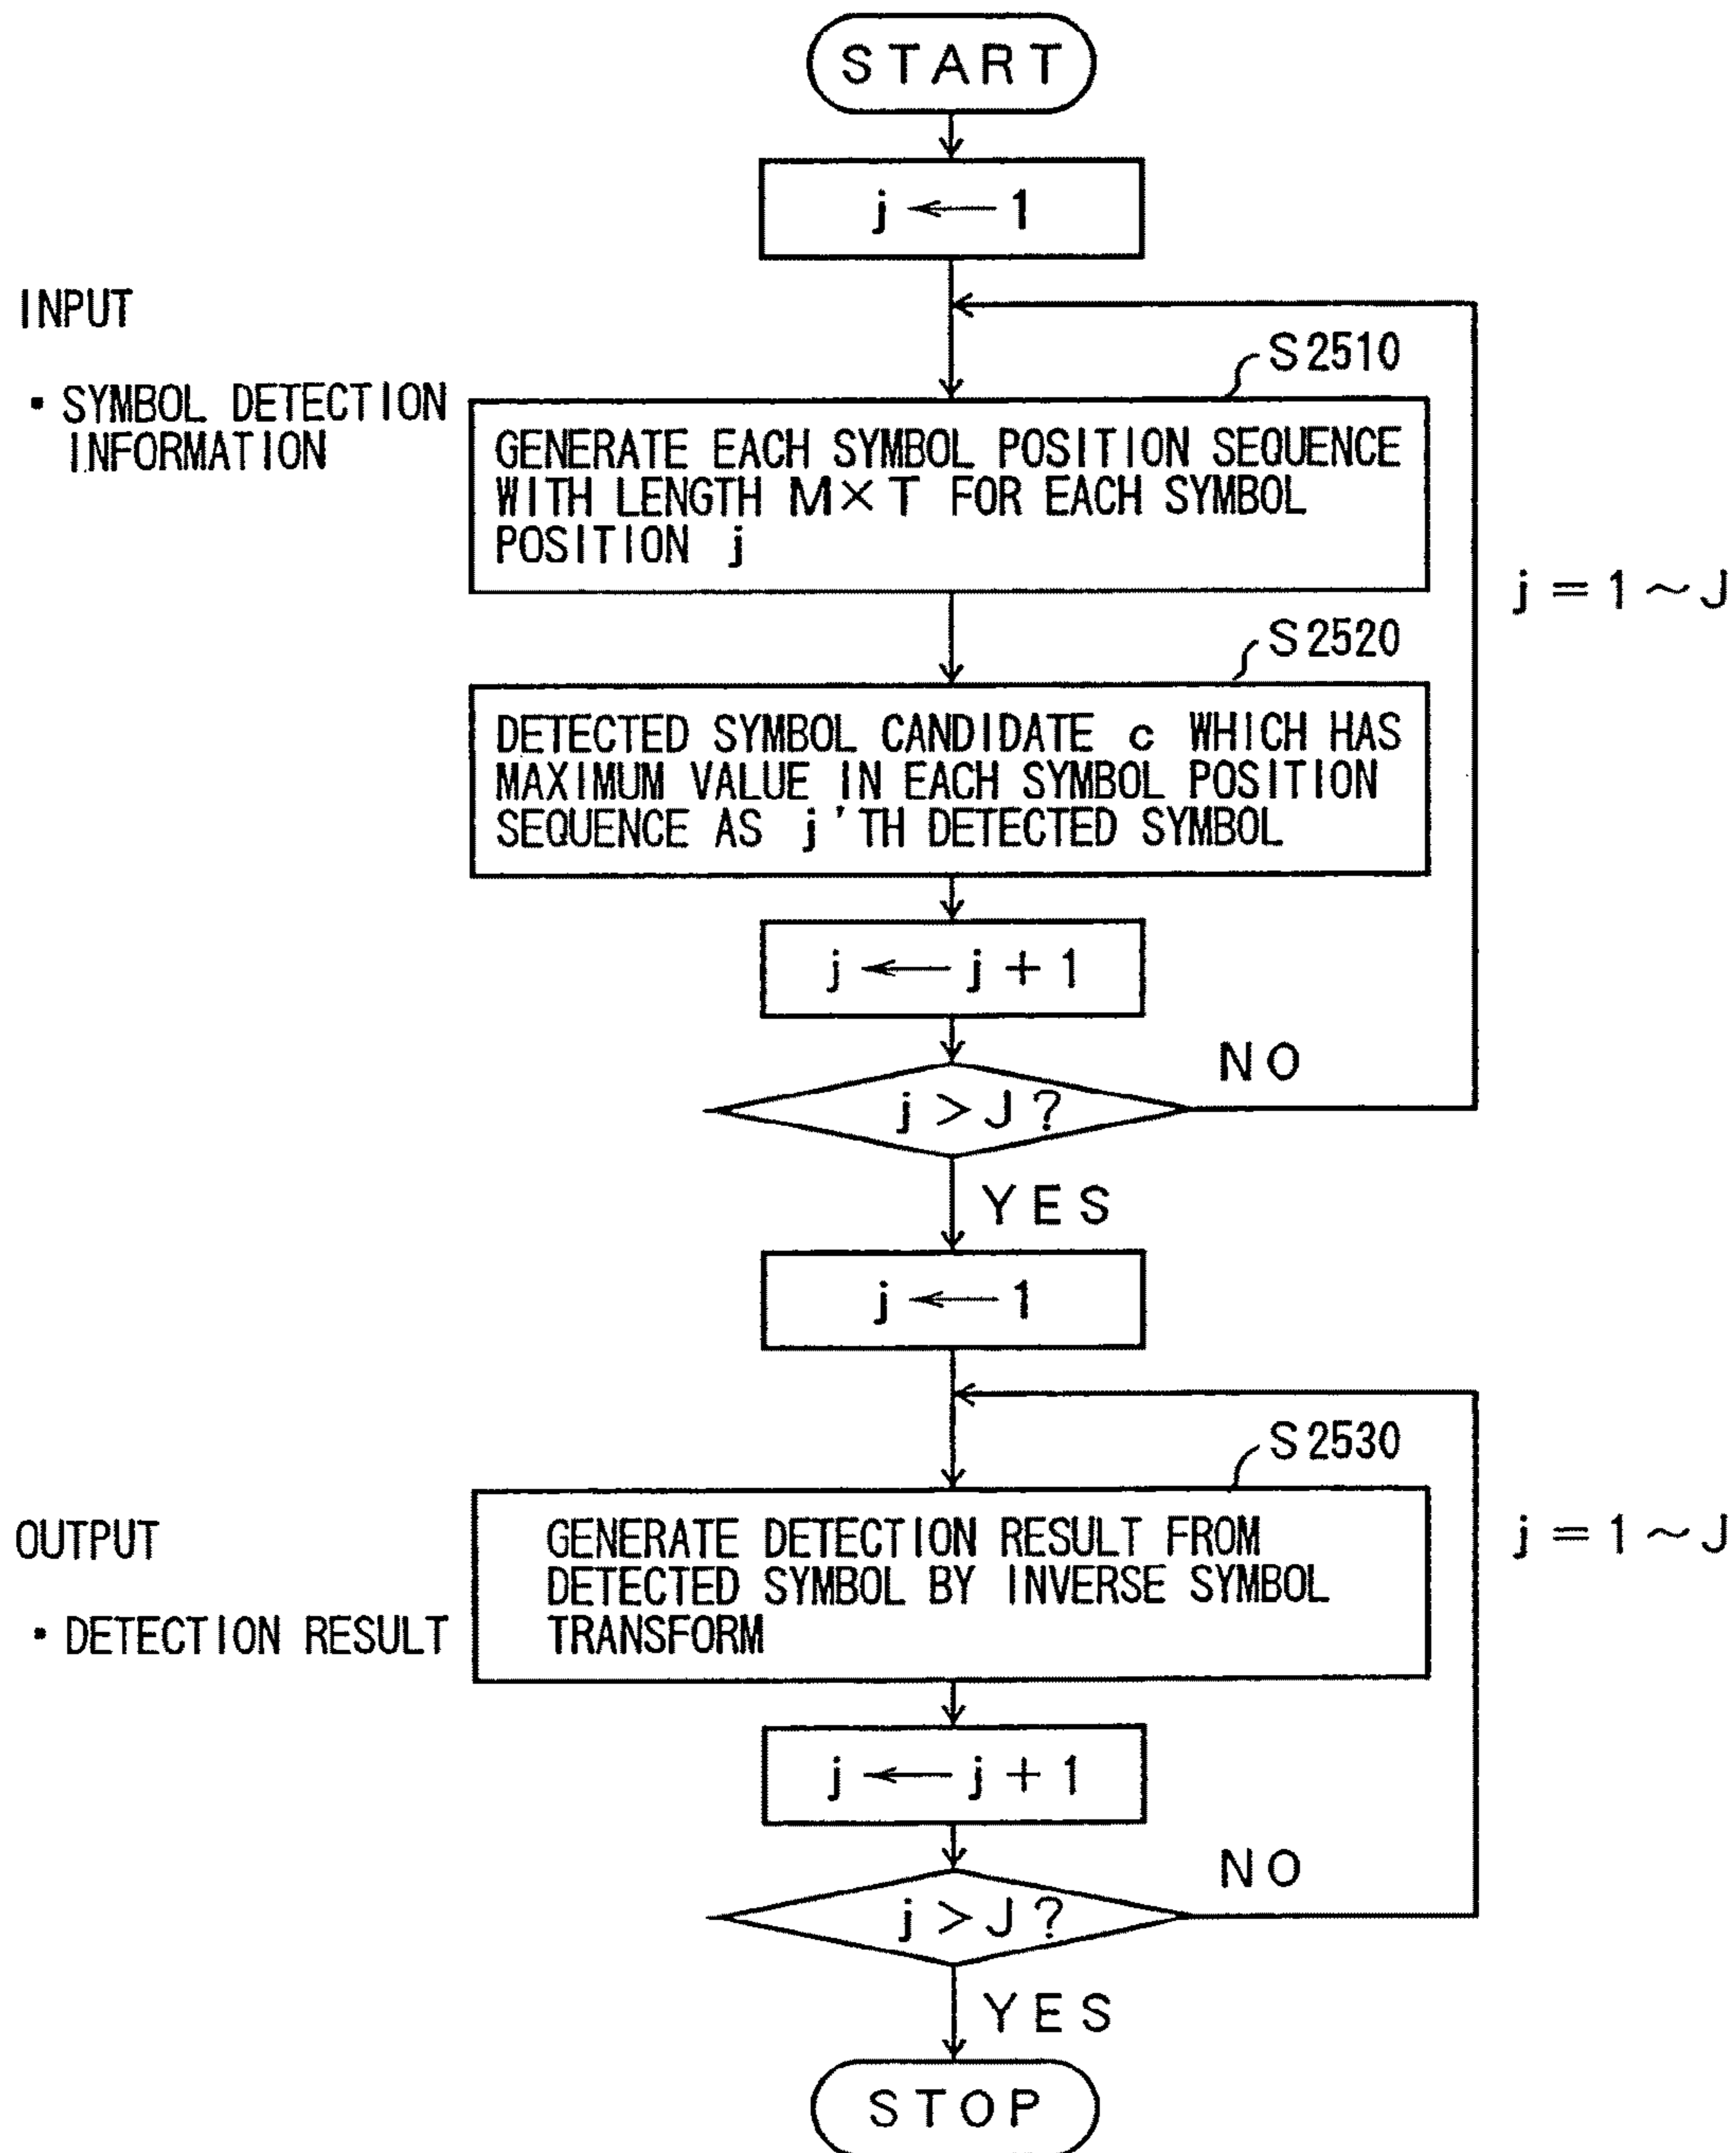 START
j ← 1
INPUT
· SYMBOL DETECTION
INFORMATION
S2510
GENERATE EACH SYMBOL POSITION SEQUENCE
WITH LENGTH M×T FOR EACH SYMBOL
POSITION j
j = 1 ~ J
S2520
DETECTED SYMBOL CANDIDATE c WHICH HAS
MAXIMUM VALUE IN EACH SYMBOL POSITION
SEQUENCE AS j'TH DETECTED SYMBOL
j ← j + 1
NO
j > J ?
YES
j ← 1
S2530
OUTPUT
· DETECTION RESULT
GENERATE DETECTION RESULT FROM
DETECTED SYMBOL BY INVERSE SYMBOL
TRANSFORM
j = 1 ~ J
j ← j + 1
NO
j > J ?
YES
STOP